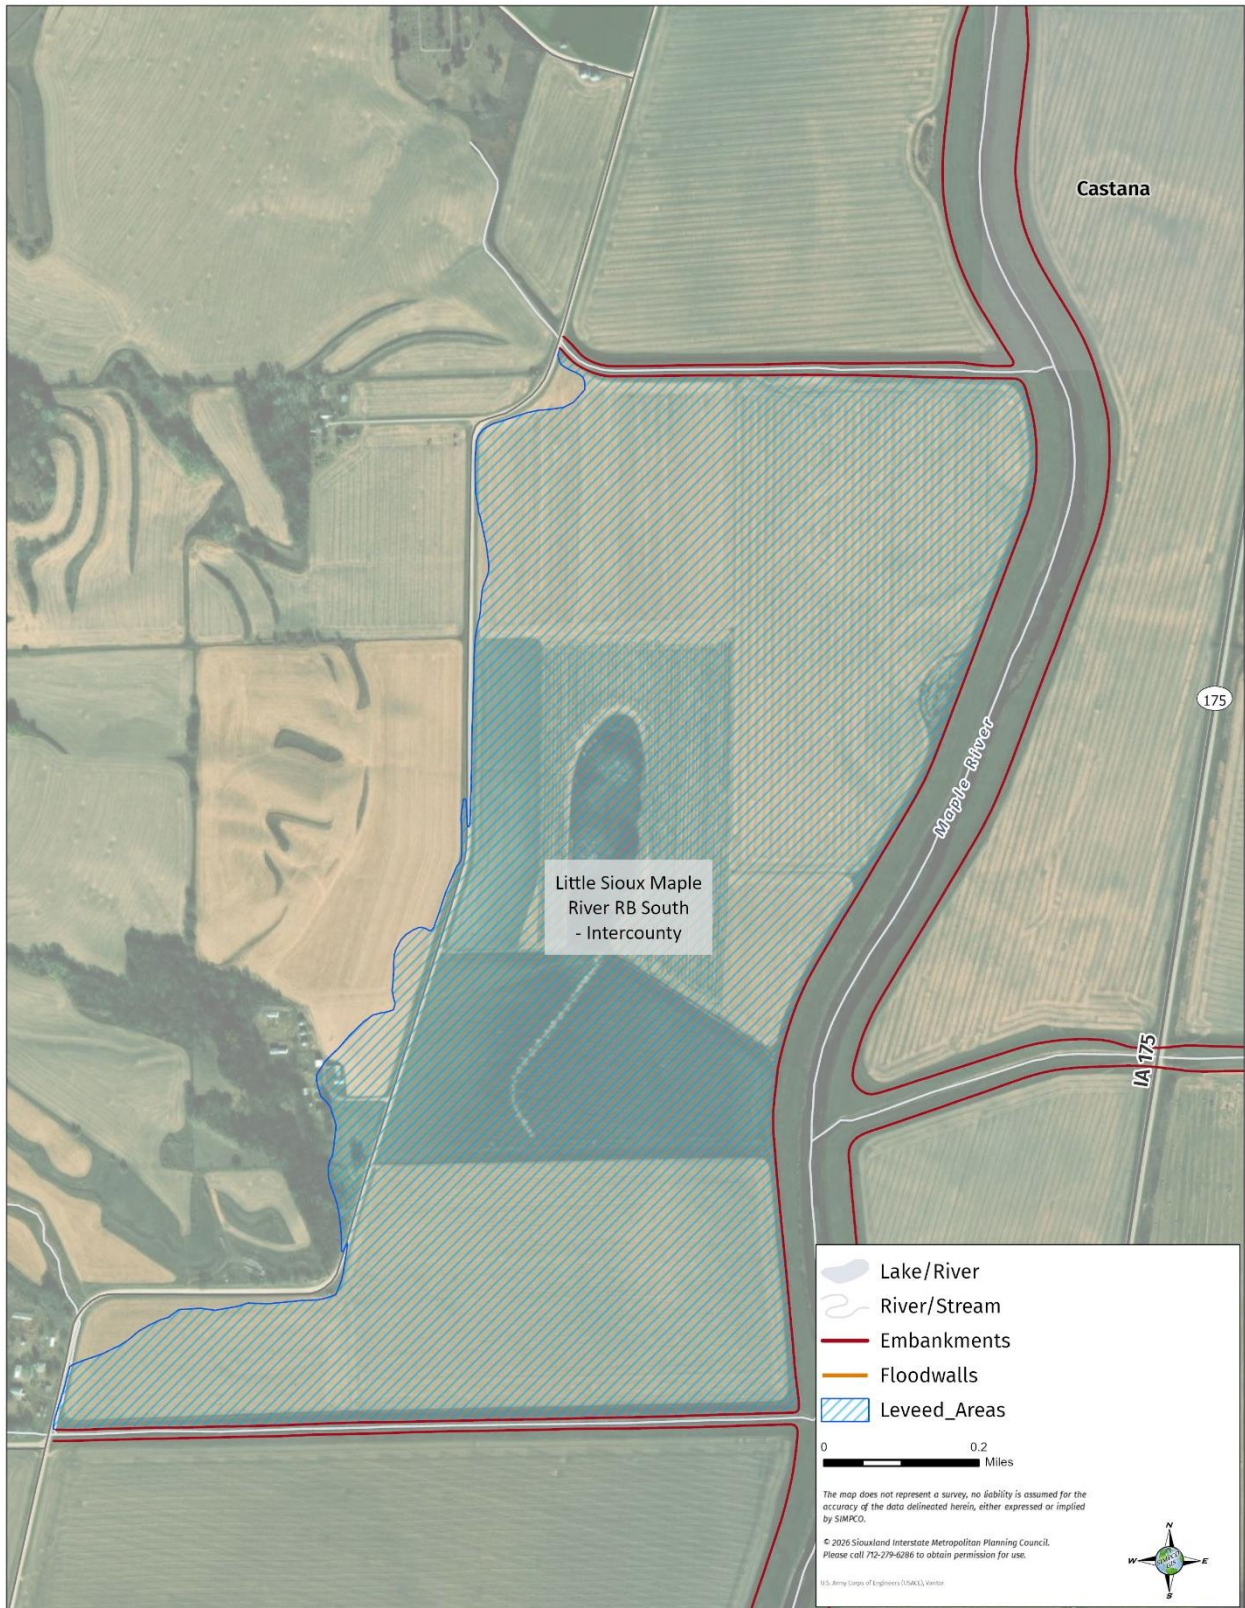 Castana
175
Maple River
Little Sioux Maple
River RB South
- Intercounty
IA 175
Lake/River
River/Stream
Embankments
Floodwalls
Leveed_Areas
0 0.2
Miles
The map does not represent a survey, no liability is assumed for the
accuracy of the data delineated herein, either expressed or implied
by SIMPCO.
© 2026 Siouxland Interstate Metropolitan Planning Council.
Please call 712-279-6286 to obtain permission for use.
U.S. Army Corps of Engineers (USACE), Vantor
N
W E
SIMPCO
GIS
S